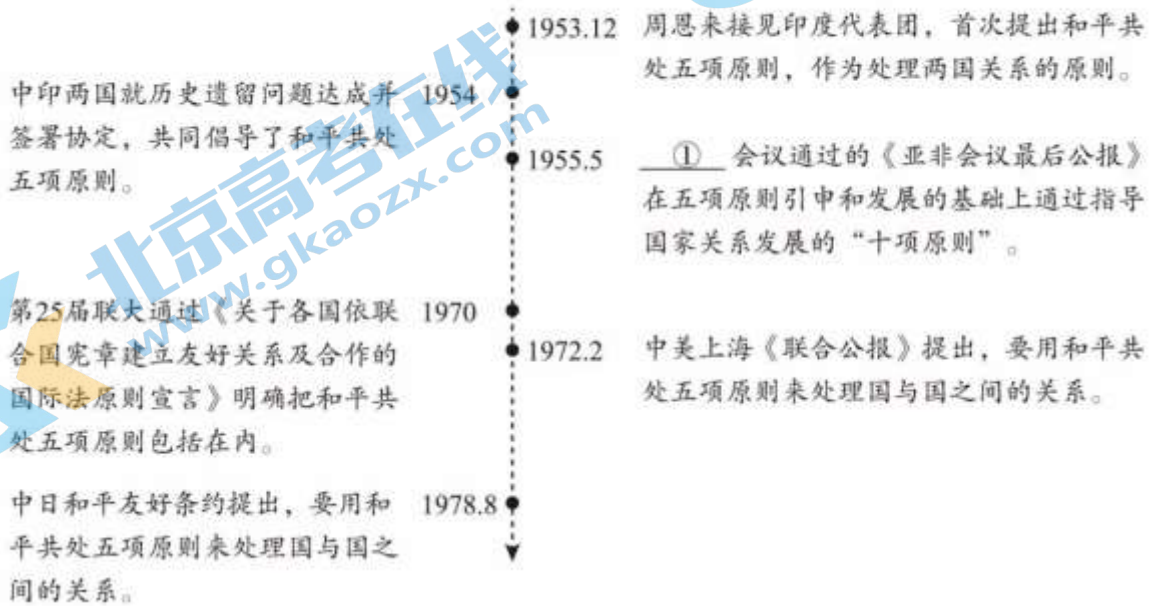 1953.12 周恩来接见印度代表团，首次提出和平共
处五项原则，作为处理两国关系的原则。
中印两国就历史遗留问题达成并 1954
签署协定，共同倡导了和平共处
五项原则。
1955.5 ① 会议通过的《亚非会议最后公报》
在五项原则引申和发展的基础上通过指导
国家关系发展的“十项原则”。
第25届联大通过《关于各国依联 1970
合国宪章建立友好关系及合作的
国际法原则宣言》明确把和平共
处五项原则包括在内。
1972.2 中美上海《联合公报》提出，要用和平共
处五项原则来处理国与国之间的关系。
中日和平友好条约提出，要用和 1978.8
平共处五项原则来处理国与国之
间的关系。
北京高考在线
www.gkaozx.com